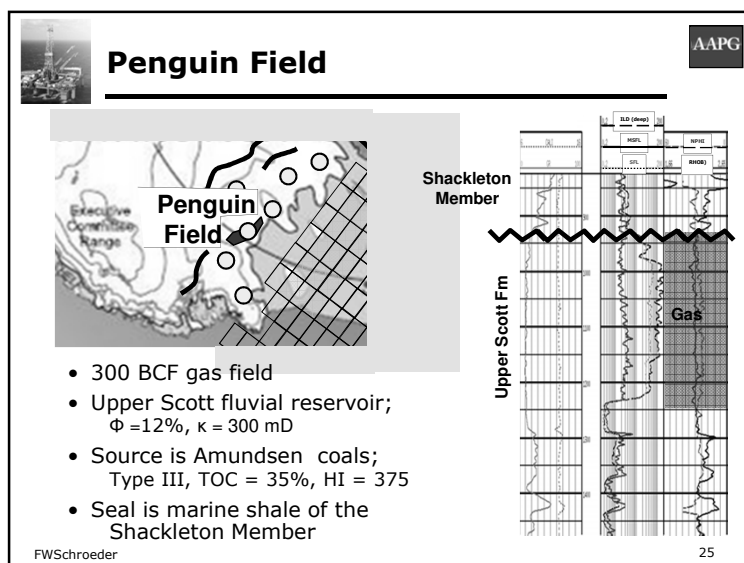 Penguin Field
AAPG
Executive
Committee
Range
Penguin
Field
• 300 BCF gas field
• Upper Scott fluvial reservoir;
Φ =12%, κ = 300 mD
• Source is Amundsen coals;
Type III, TOC = 35%, HI = 375
• Seal is marine shale of the
Shackleton Member
ILD (deep)
MSFL
SFL
NPHI
RHOB)
Shackleton
Member
Upper Scott Fm
Gas
FWSchroeder
25